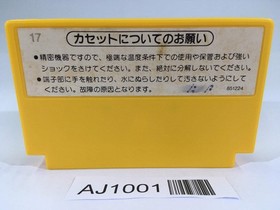 17
カセットについてのお願い
●精密機器ですので、極端な温度条件下での使用や保管および強い
ショックをさけてください。また、絶対に分解しないでください。
●端子部に手を触れたり、水にぬらしたりして汚さないようにして
ください。故障の原因となります。
851224
AJ1001